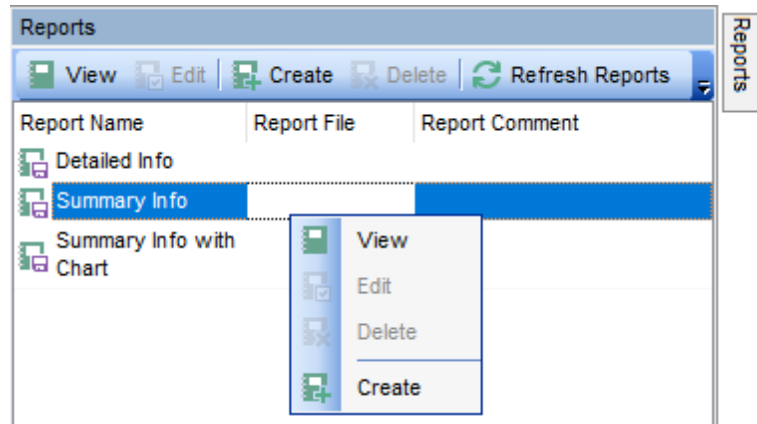 Reports
View Edit Create Delete Refresh Reports
Reports
Report Name Report File Report Comment
Detailed Info
Summary Info
Summary Info with
Chart
View
Edit
Delete
Create